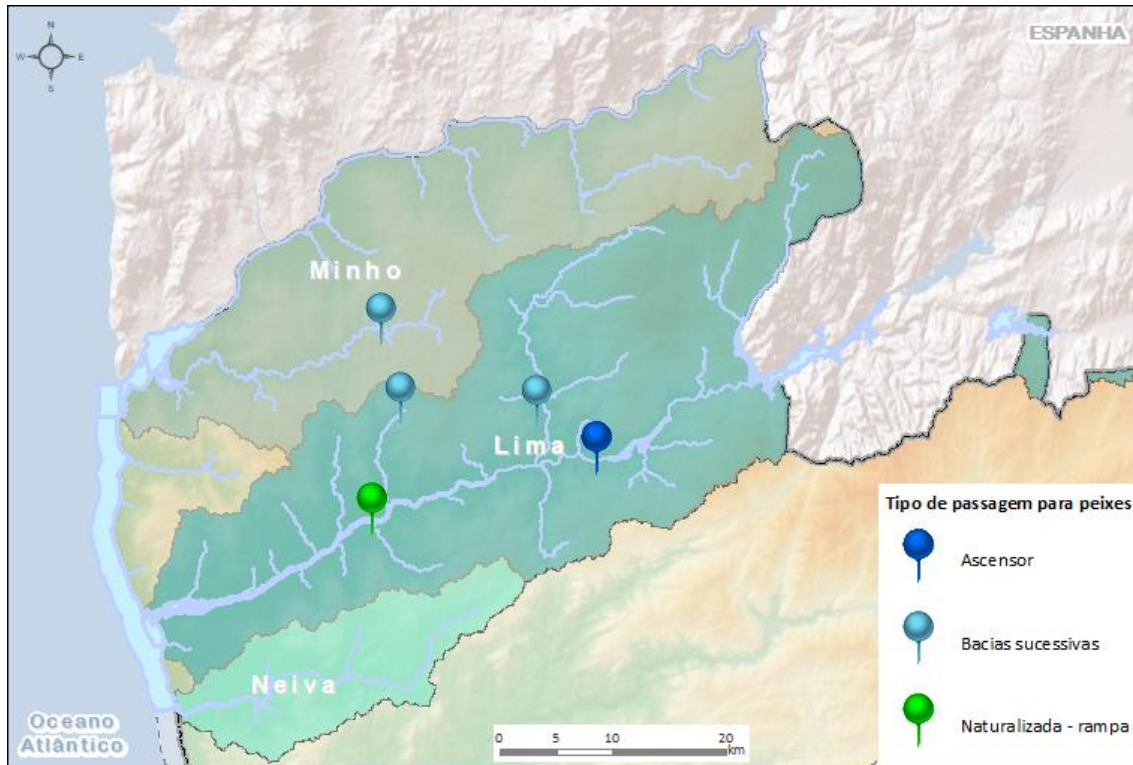 N
W E
S
ESPANHA
Minho
Lima
Neiva
Oceano
Atlântico
0 5 10 20
km
Tipo de passagem para peixes
Ascensor
Bacias sucessivas
Naturalizada - rampa